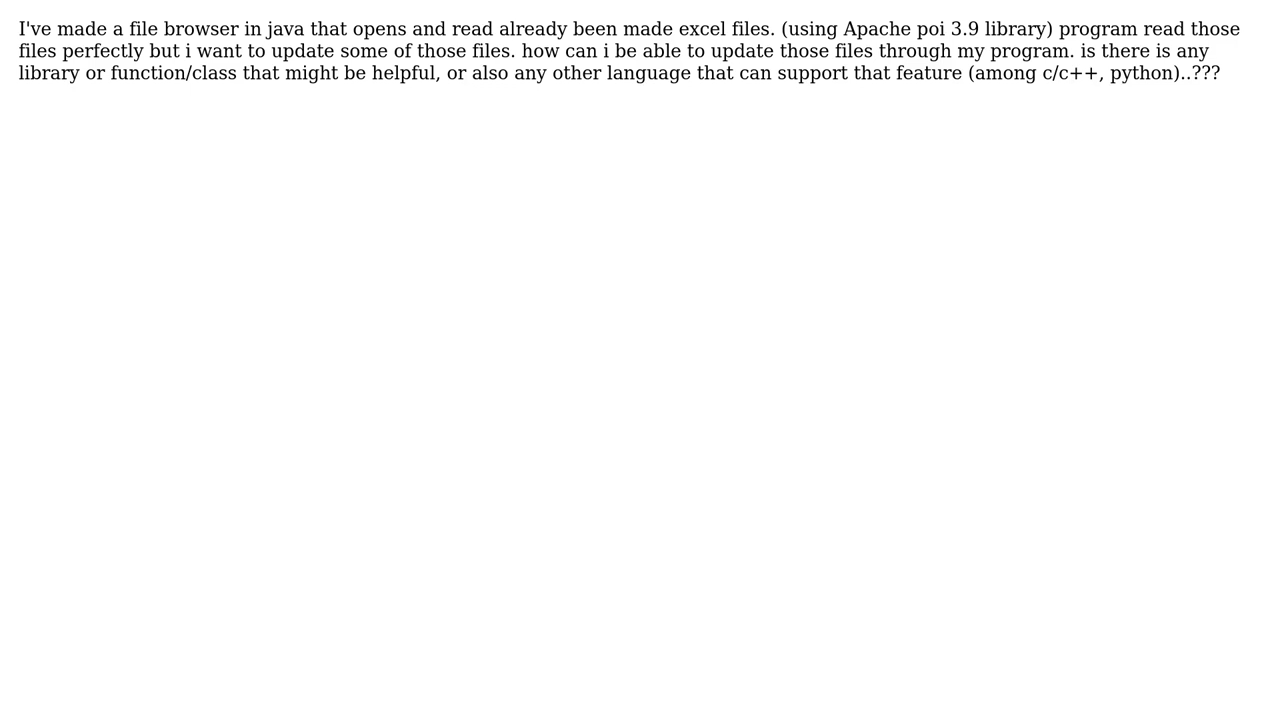 I've made a file browser in java that opens and read already been made excel files. (using Apache poi 3.9 library) program read those
files perfectly but i want to update some of those files. how can i be able to update those files through my program. is there is any
library or function/class that might be helpful, or also any other language that can support that feature (among c/c++, python)..???